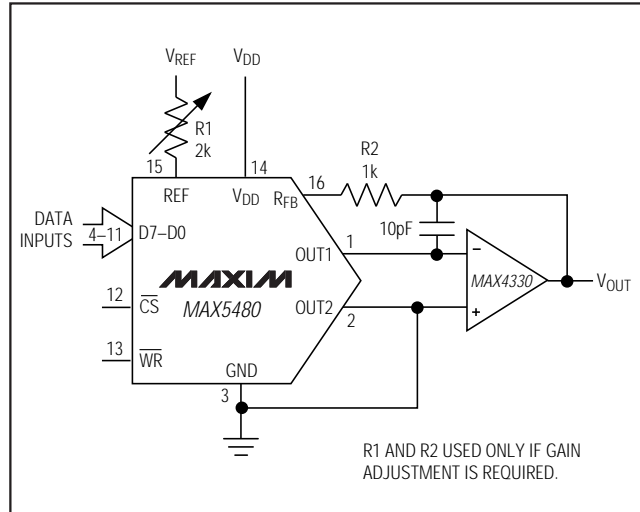 VREF
VDD
R1
2k
15
14
16
R2
1k
REF
VDD
RFB
10pF
DATA
INPUTS
4–11
D7–D0
OUT1
1
MAXIM
MAX5480
MAX4330
VOUT
12
CS
OUT2
2
13
WR
GND
3
R1 AND R2 USED ONLY IF GAIN
ADJUSTMENT IS REQUIRED.